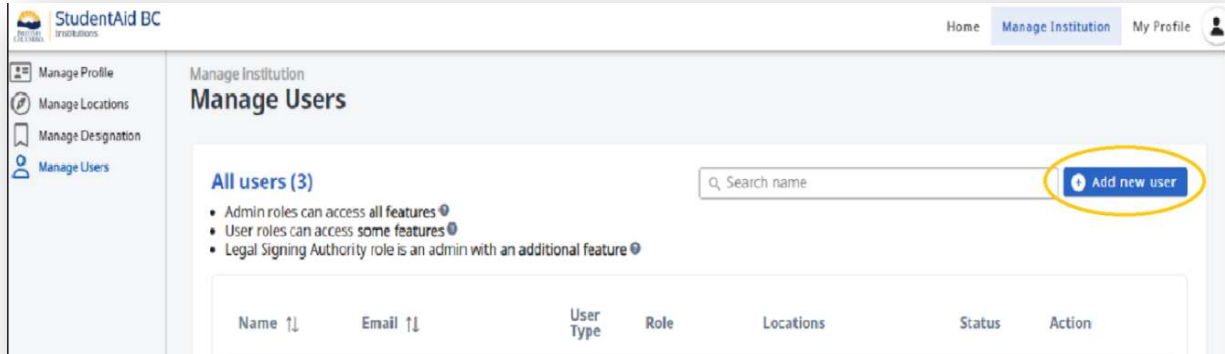 StudentAid BC
BRITISH COLUMBIA
Institutions
Home Manage Institution My Profile
Manage Profile
Manage Locations
Manage Designation
Manage Users
Manage Institution
Manage Users
All users (3)
Search name
Add new user
• Admin roles can access all features
• User roles can access some features
• Legal Signing Authority role is an admin with an additional feature
Name Email User Type Role Locations Status Action